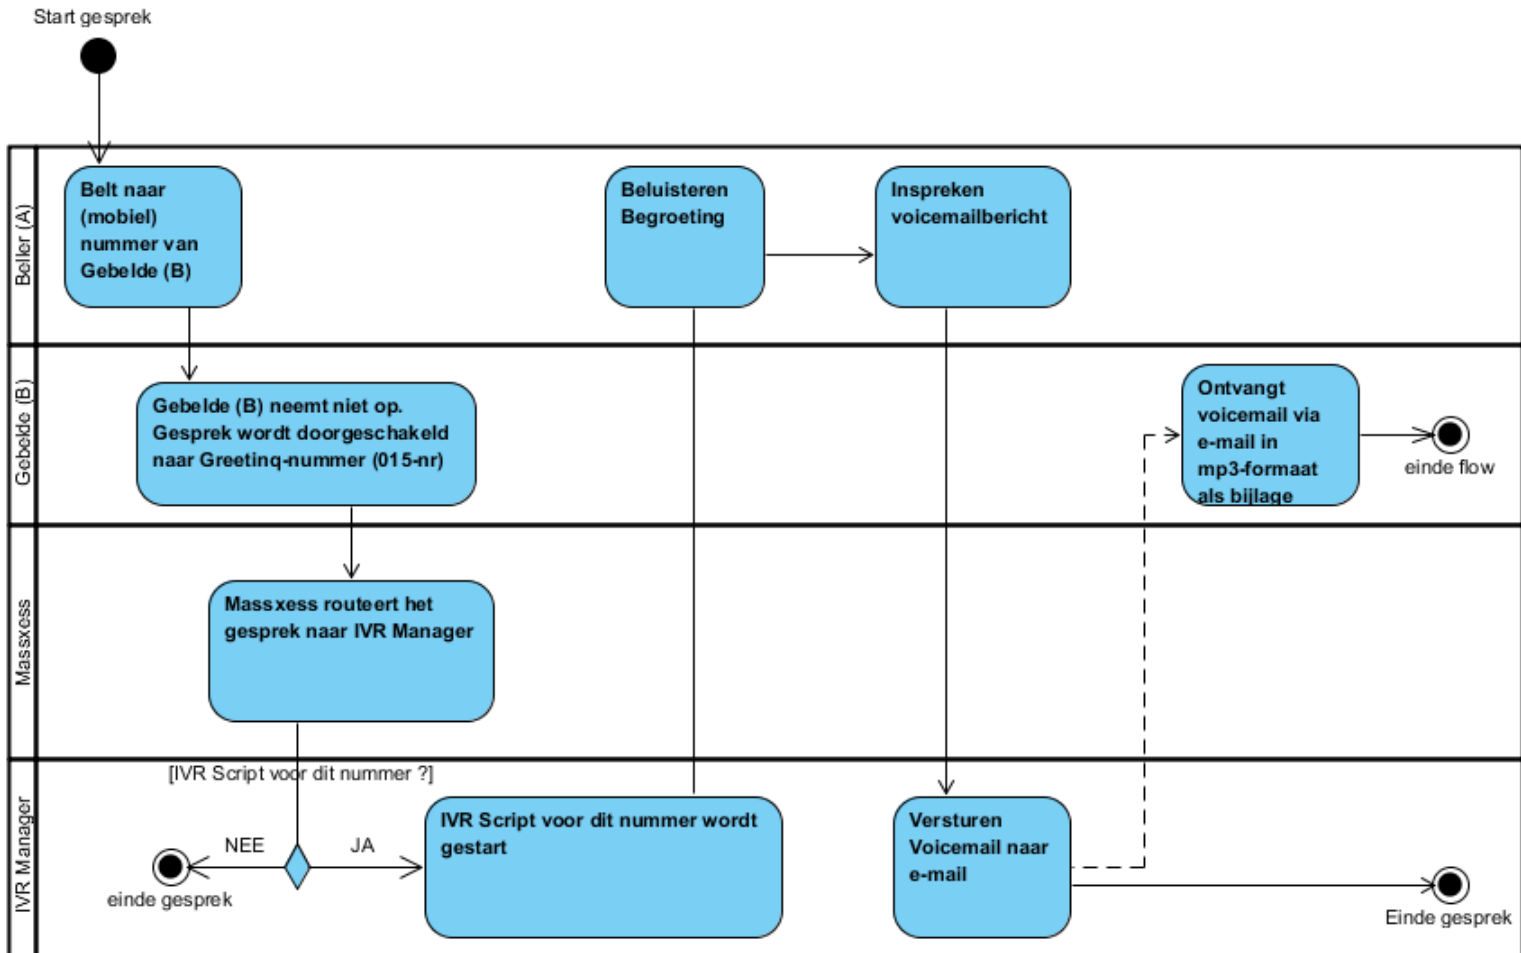 Start gesprek
Beller (A)
Belt naar
(mobiel)
nummer van
Gebelde (B)
Beluisteren
Begroeting
Inspreken
voicemailbericht
Gebelde (B)
Gebelde (B) neemt niet op.
Gesprek wordt doorgeschakeld
naar Greetinq-nummer (015-nr)
Ontvangt
voicemail via
e-mail in
mp3-formaat
als bijlage
einde flow
Massxess
Massxess routeert het
gesprek naar IVR Manager
IVR Manager
[IVR Script voor dit nummer ?]
NEE
JA
einde gesprek
IVR Script voor dit nummer wordt
gestart
Versturen
Voicemail naar
e-mail
Einde gesprek